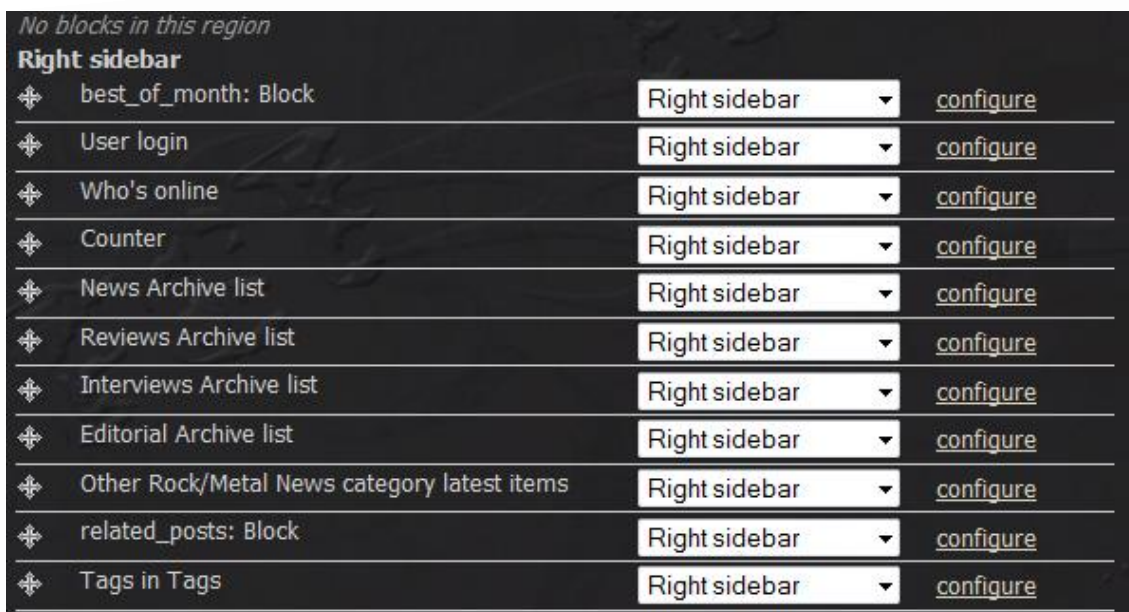 No blocks in this region
Right sidebar
best_of_month: Block Right sidebar configure
User login Right sidebar configure
Who's online Right sidebar configure
Counter Right sidebar configure
News Archive list Right sidebar configure
Reviews Archive list Right sidebar configure
Interviews Archive list Right sidebar configure
Editorial Archive list Right sidebar configure
Other Rock/Metal News category latest items Right sidebar configure
related_posts: Block Right sidebar configure
Tags in Tags Right sidebar configure